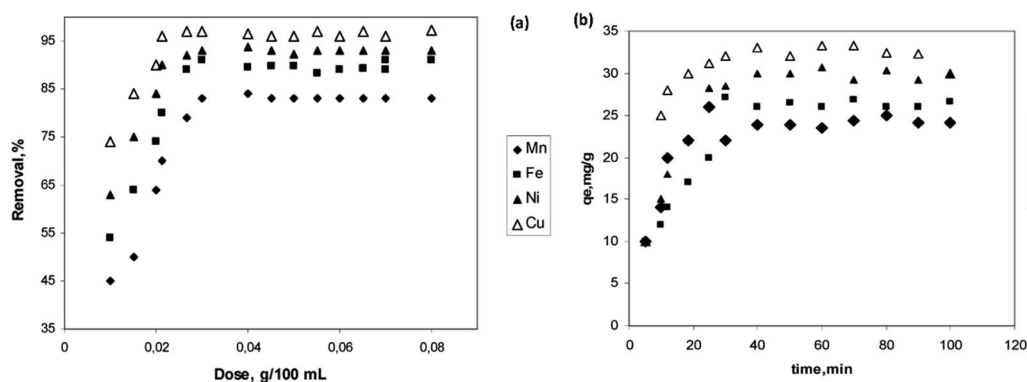 (a)
95
85
75
65
55
45
35
Removal,%
0
0,02
0,04
0,06
0,08
Dose, g/100 mL
Mn
Fe
Ni
Cu
(b)
35
30
25
20
15
10
5
0
qe,mg/g
0
20
40
60
80
100
120
time,min